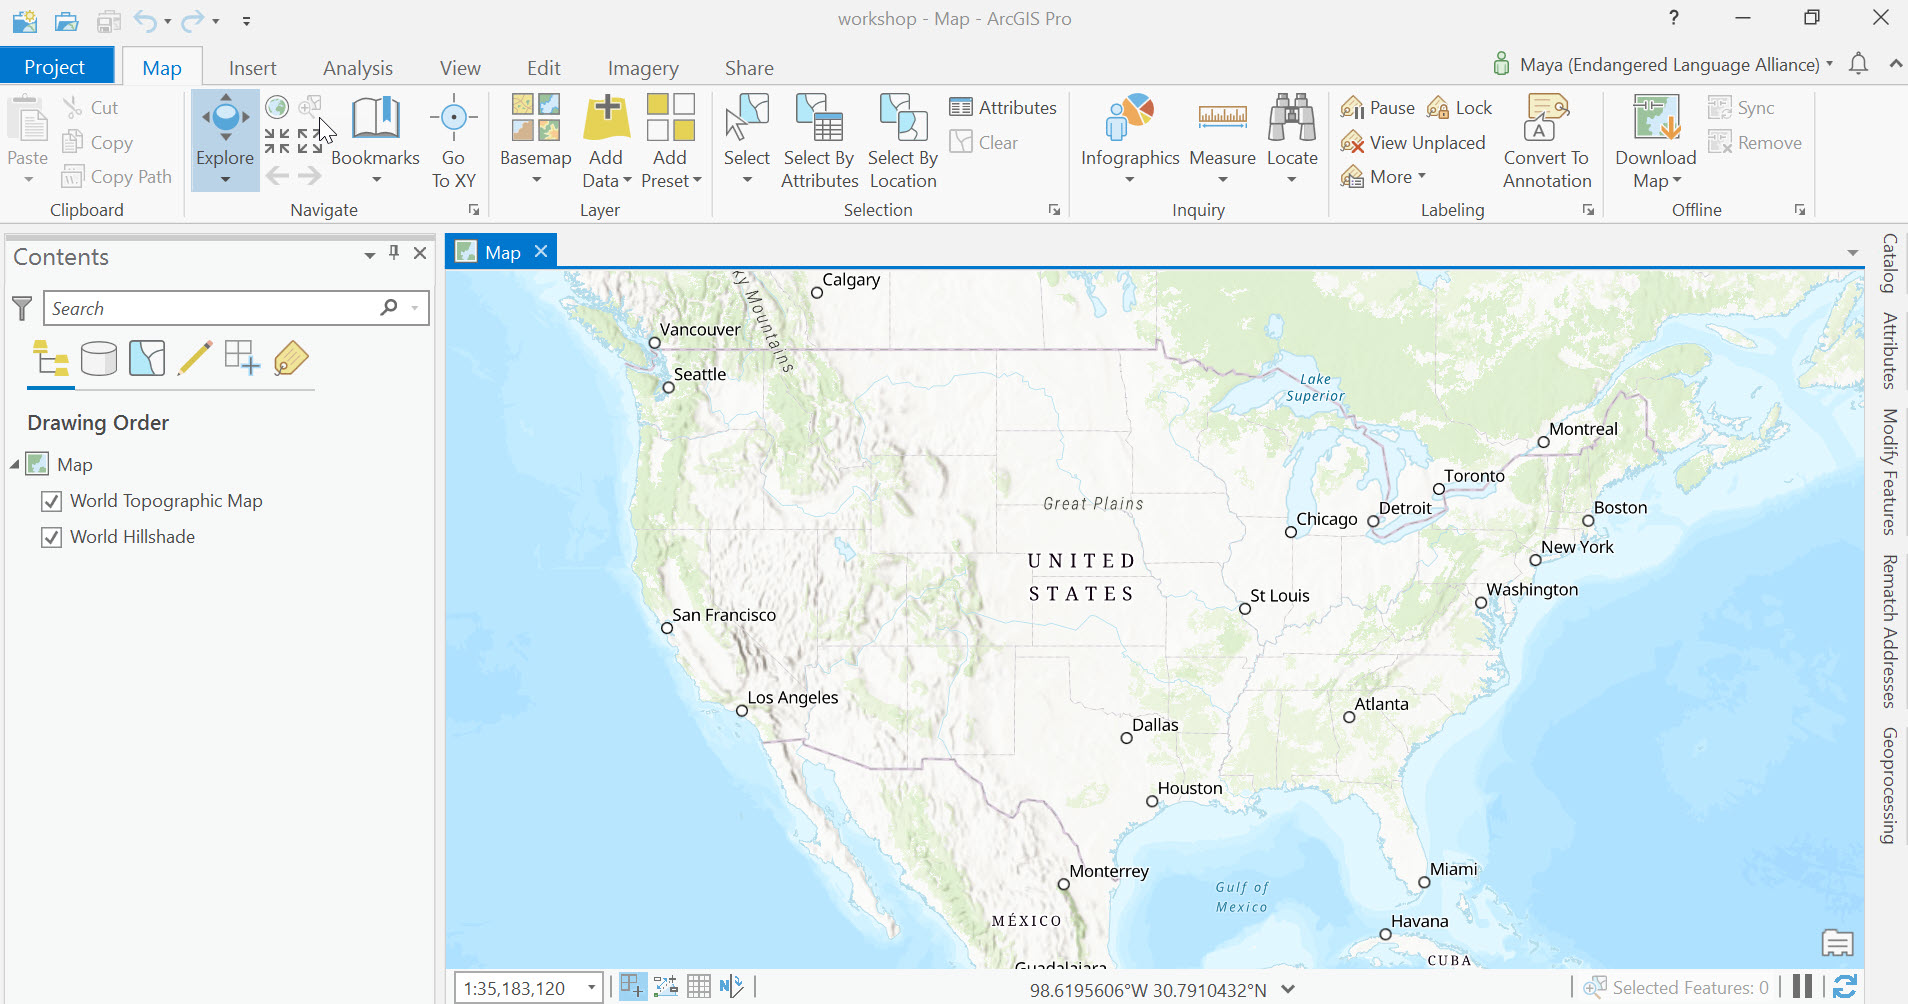 workshop - Map - ArcGIS Pro
?
Project
Map
Insert
Analysis
View
Edit
Imagery
Share
Maya (Endangered Language Alliance)
Paste
Cut
Copy
Copy Path
Clipboard
Explore
Bookmarks
Go
To XY
Navigate
Basemap
Add
Data
Add
Preset
Layer
Select
Select By
Attributes
Select By
Location
Attributes
Clear
Selection
Infographics
Measure
Locate
Inquiry
Pause
Lock
View Unplaced
More
A
Convert To
Annotation
Labeling
Download
Map
Sync
Remove
Offline
Contents
Search
Drawing Order
Map
World Topographic Map
World Hillshade
Map
Calgary
ky Mountains
Vancouver
Seattle
Lake
Superior
Montreal
Toronto
Great Plains
Chicago
Detroit
Boston
New York
UNITED
STATES
St Louis
Washington
San Francisco
Los Angeles
Atlanta
Dallas
Houston
Monterrey
Miami
Gulf of
Mexico
MÉXICO
Havana
CUBA
Guadalajara
Catalog
Attributes
Modify Features
Rematch Addresses
Geoprocessing
1:35,183,120
N
98.6195606°W 30.7910432°N
Selected Features: 0